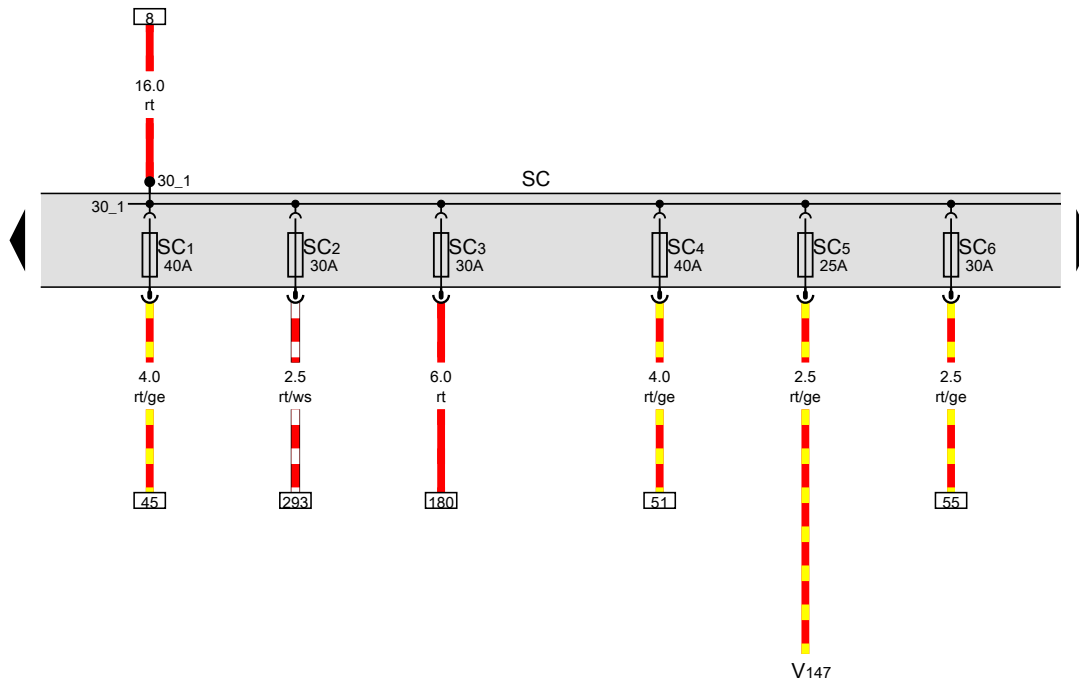 8
16.0
rt
30_1
SC
30_1
SC1
40A
SC2
30A
SC3
30A
SC4
40A
SC5
25A
SC6
30A
4.0
rt/ge
2.5
rt/ws
6.0
rt
4.0
rt/ge
2.5
rt/ge
2.5
rt/ge
45
293
180
51
55
V147